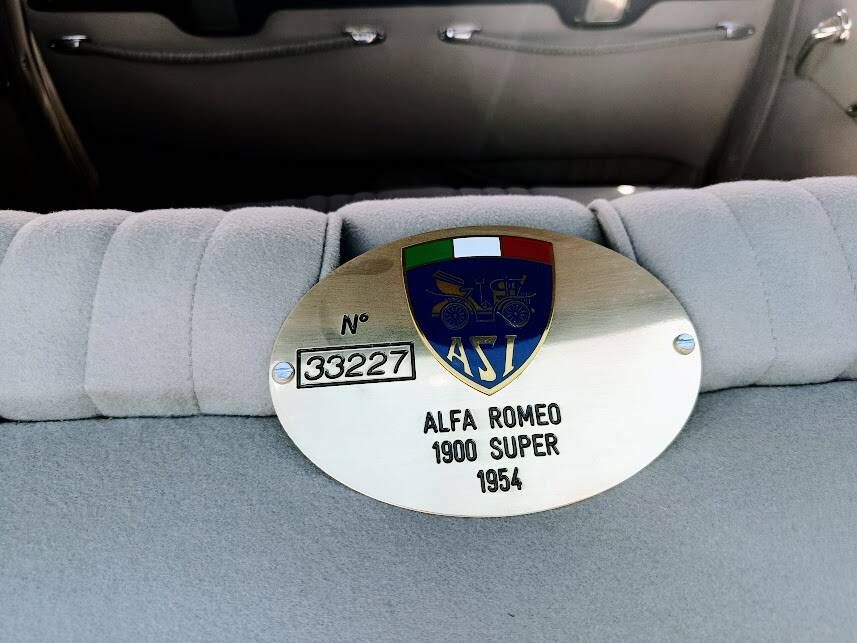 N°
33227
ASI
ALFA ROMEO
1900 SUPER
1954